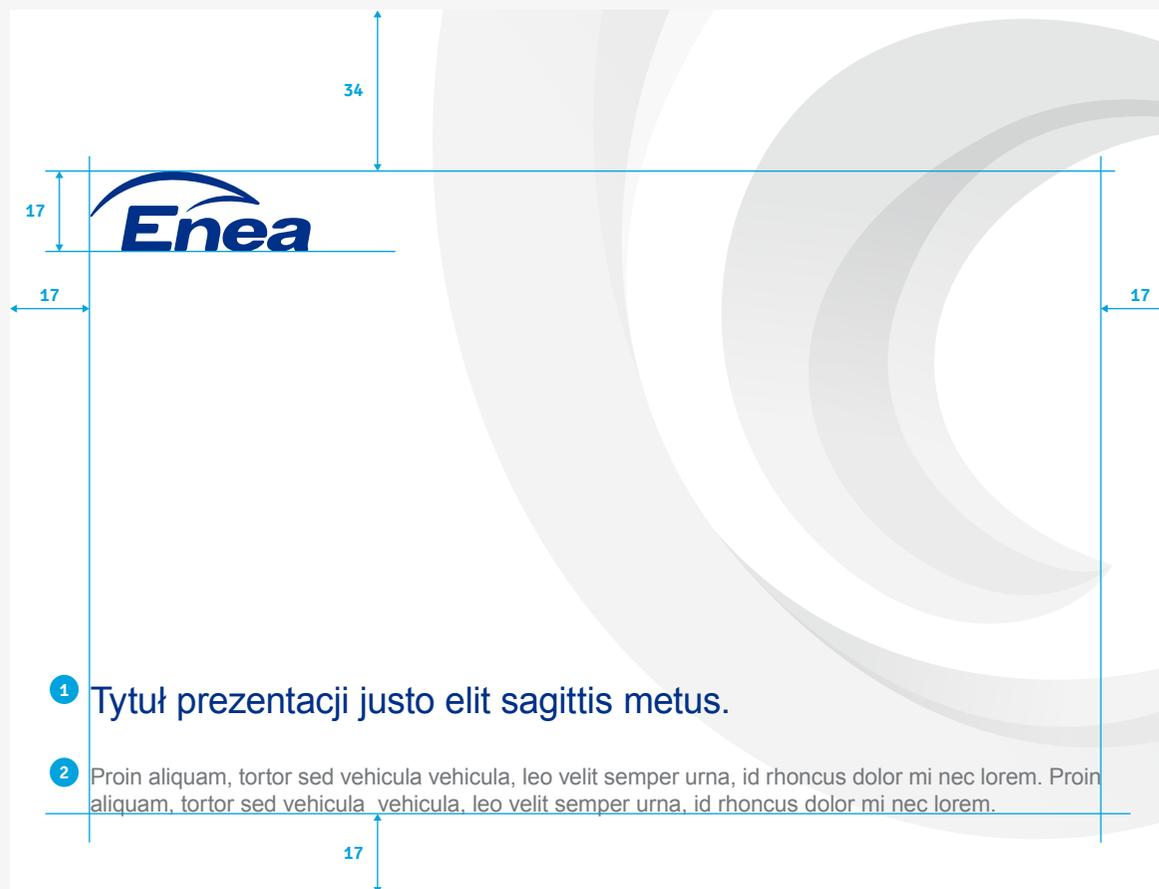 34
17
Enea
17
17
1
Tytuł prezentacji justo elit sagittis metus.
2
Proin aliquam, tortor sed vehicula vehicula, leo velit semper urna, id rhoncus dolor mi nec lorem. Proin
aliquam, tortor sed vehicula  vehicula, leo velit semper urna, id rhoncus dolor mi nec lorem.
17